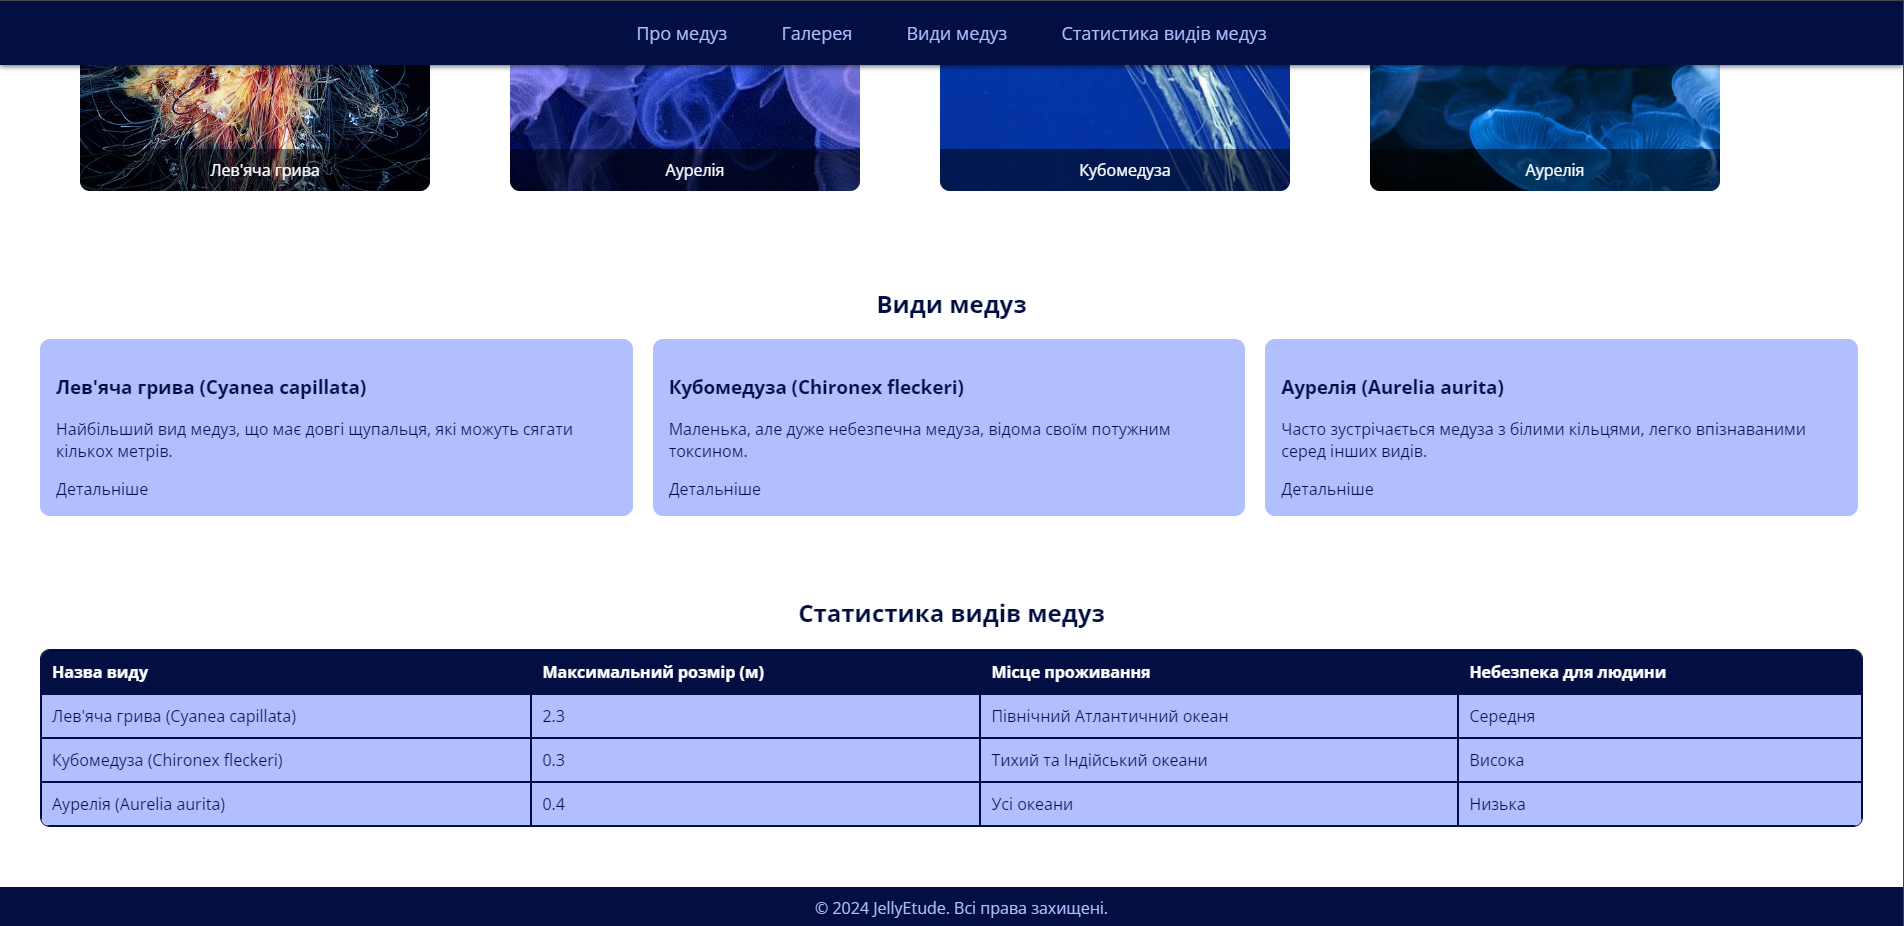 Про медуз Галерея Види медуз Статистика видів медуз
Лев'яча грива Аурелія Кубомедуза Аурелія
Види медуз
Лев'яча грива (Cyanea capillata)
Найбільший вид медуз, що має довгі щупальця, які можуть сягати
кількох метрів.
Детальніше
Кубомедуза (Chironex fleckeri)
Маленька, але дуже небезпечна медуза, відома своїм потужним
токсином.
Детальніше
Аурелія (Aurelia aurita)
Часто зустрічається медуза з білими кільцями, легко впізнаваними
серед інших видів.
Детальніше
Статистика видів медуз
Назва виду Максимальний розмір (м) Місце проживання Небезпека для людини
Лев'яча грива (Cyanea capillata) 2.3 Північний Атлантичний океан Середня
Кубомедуза (Chironex fleckeri) 0.3 Тихий та Індійський океани Висока
Аурелія (Aurelia aurita) 0.4 Усі океани Низька
© 2024 JellyEtude. Всі права захищені.